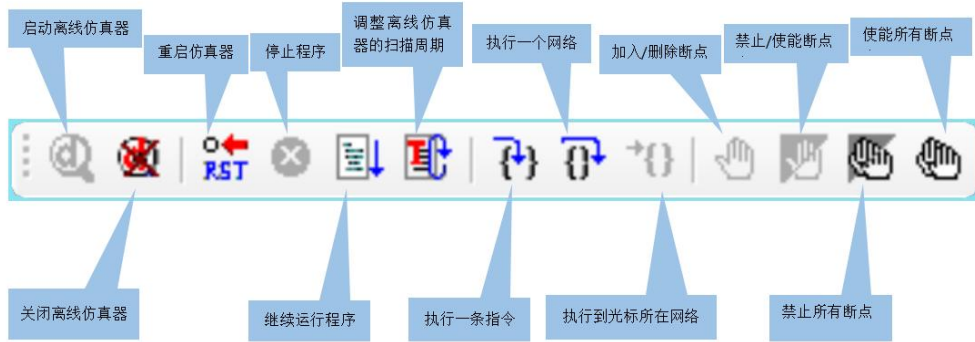 启动离线仿真器
重启仿真器
停止程序
调整离线仿真
器的扫描周期
执行一个网络
加入/删除断点
禁止/使能断点
使能所有断点
RST
关闭离线仿真器
继续运行程序
执行一条指令
执行到光标所在网络
禁止所有断点